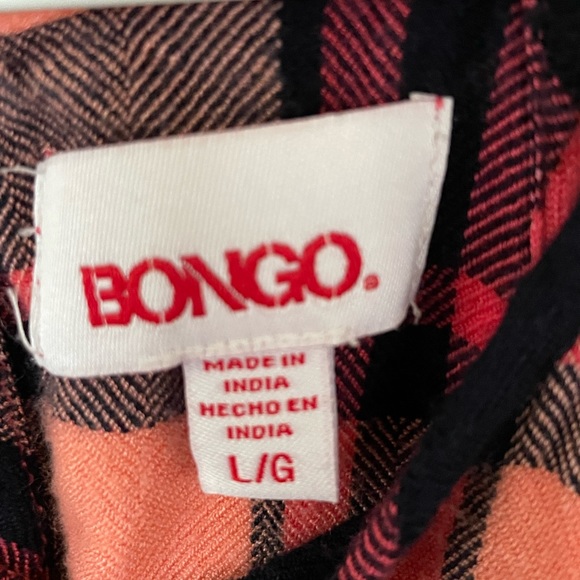 BONGO®
MADE IN
INDIA
HECHO EN
INDIA
L/G